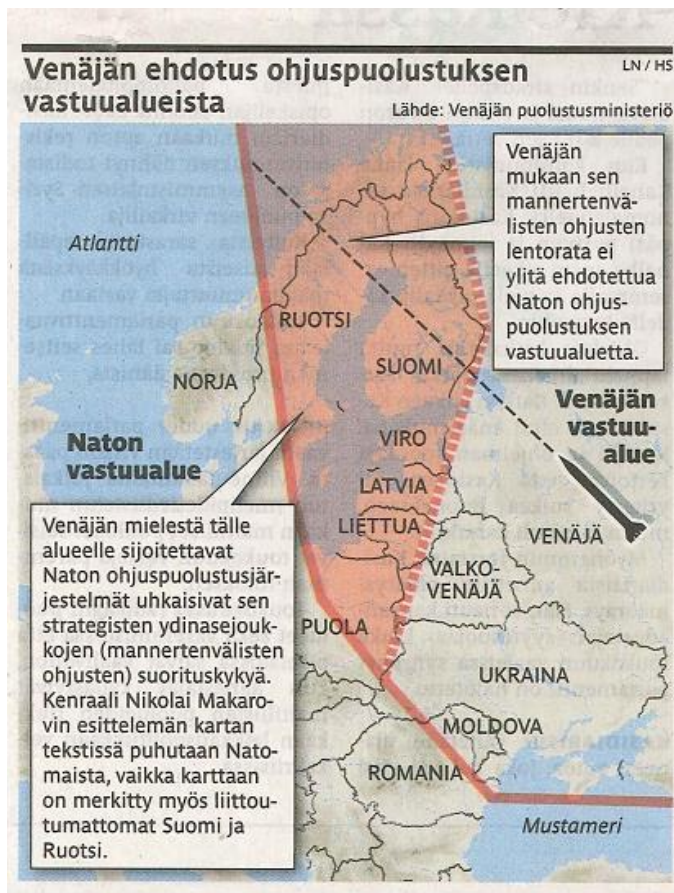 Venäjän ehdotus ohjuspuolustuksen
vastuualueista
LN / HS
Lähde: Venäjän puolustusministeriö
Venäjän
mukaan sen
mannertenvä-
listen ohjusten
lentorata ei
ylitä ehdotettua
Naton ohjus-
puolustuksen
vastuualuetta.
Atlantti
RUOTSI
SUOMI
NORJA
Venäjän
vastuu-
alue
Naton
vastuualue
VIRO
LATVIA
LIETTUA
VENÄJÄ
VALKO-
VENÄJÄ
Venäjän mielestä tälle
alueelle sijoitettavat
Naton ohjuspuolustusjär-
jestelmät uhkaisivat sen
strategisten ydinasejouk-
kojen (mannertenvälisten
ohjusten) suorituskykyä.
Kenraali Nikolai Makaro-
vin esittelemän kartan
tekstissä puhutaan Nato-
maista, vaikka karttaan
on merkitty myös liittou-
tumattomat Suomi ja
Ruotsi.
PUOLA
UKRAINA
MOLDOVA
ROMANIA
Mustameri